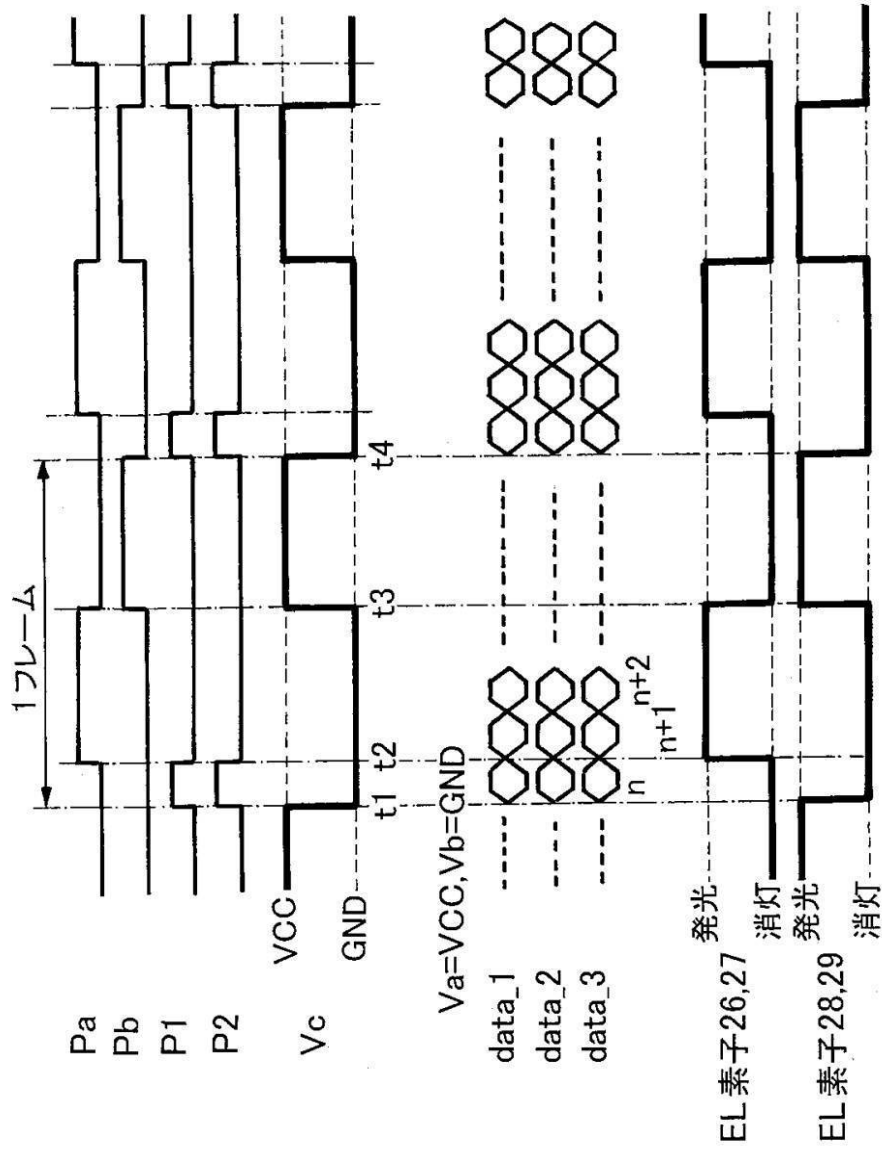 1フレーム
Pa
Pb
P1
P2
VCC
Vc
GND
t1 t2 t3 t4
Va=VCC,Vb=GND
data_1
data_2
data_3
n n+1 n+2
発光
EL素子26,27
消灯
発光
EL素子28,29
消灯